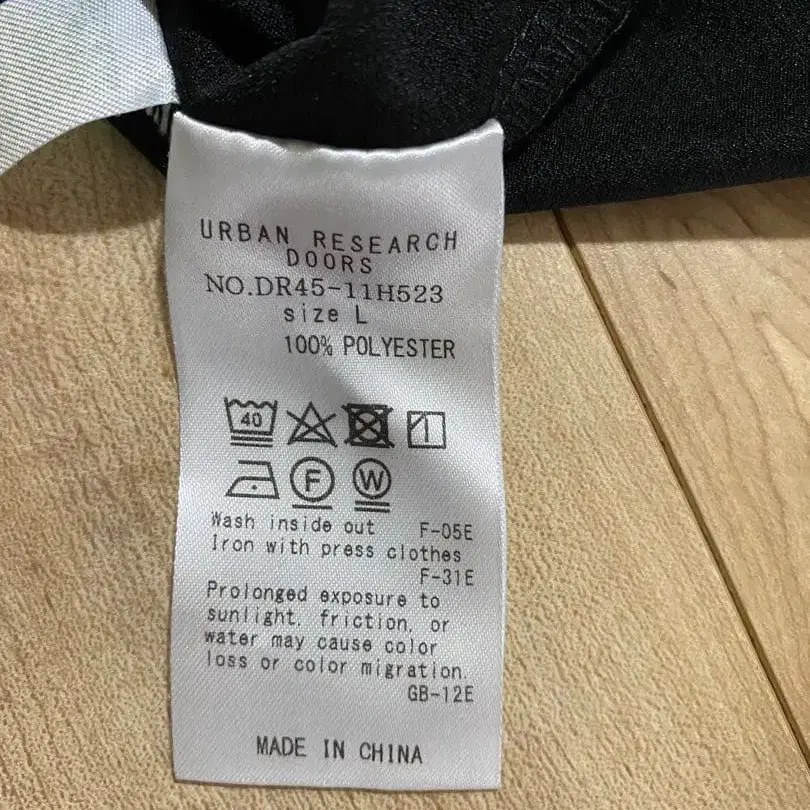 URBAN RESEARCH
DOORS
NO.DR45-11H523
size L
100% POLYESTER
40
F W
Wash inside out F-05E
Iron with press clothes
F-31E
Prolonged exposure to
sunlight, friction, or
water may cause color
loss or color migration.
GB-12E
MADE IN CHINA